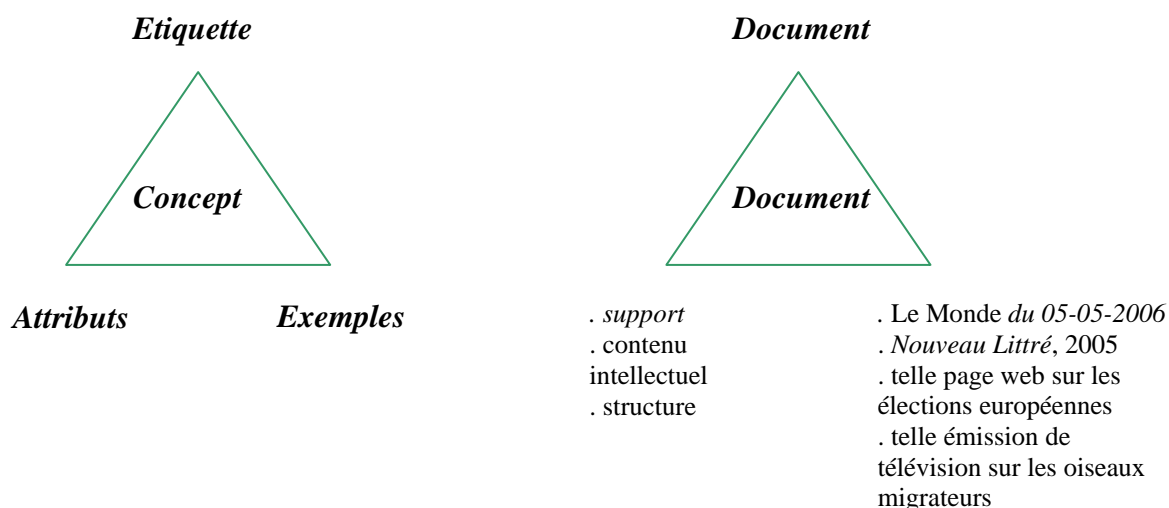 Etiquette
Concept
Attributs
Exemples
Document
Document
. support
. contenu
intellectuel
. structure
. Le Monde du 05-05-2006
. Nouveau Littré, 2005
. telle page web sur les
élections européennes
. telle émission de
télévision sur les oiseaux
migrateurs